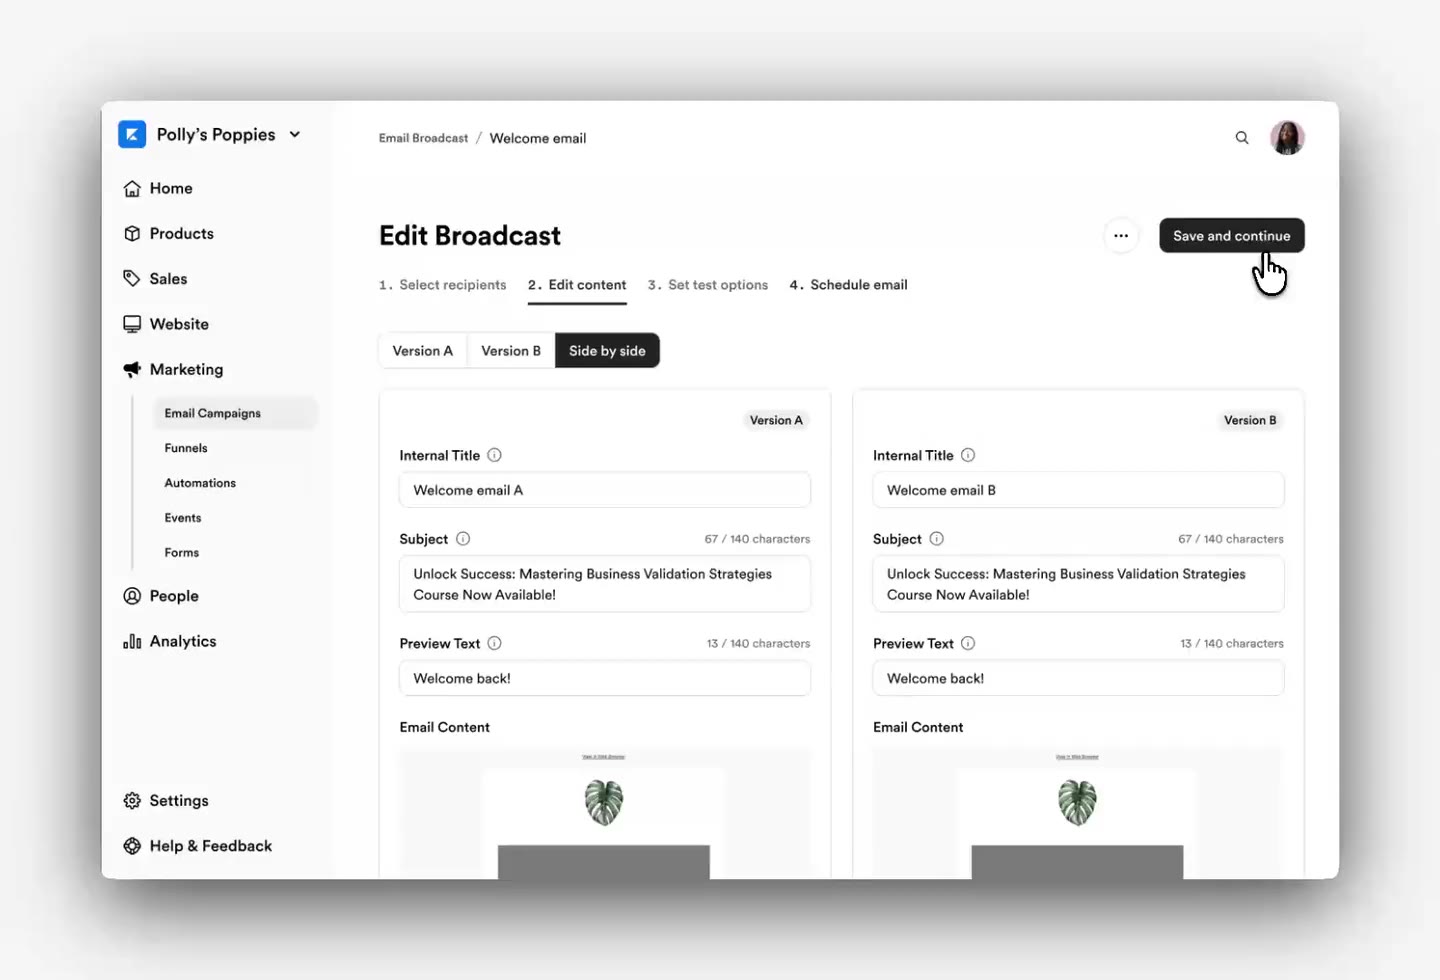 Polly's Poppies
Home
Products
Sales
Website
Marketing
Email Campaigns
Funnels
Automations
Events
Forms
People
Analytics
Settings
Help & Feedback
Email Broadcast / Welcome email
Edit Broadcast
... Save and continue
1. Select recipients 2. Edit content 3. Set test options 4. Schedule email
Version A Version B Side by side
Version A
Internal Title
Welcome email A
Subject 67 / 140 characters
Unlock Success: Mastering Business Validation Strategies
Course Now Available!
Preview Text 13 / 140 characters
Welcome back!
Email Content
Version B
Internal Title
Welcome email B
Subject 67 / 140 characters
Unlock Success: Mastering Business Validation Strategies
Course Now Available!
Preview Text 13 / 140 characters
Welcome back!
Email Content